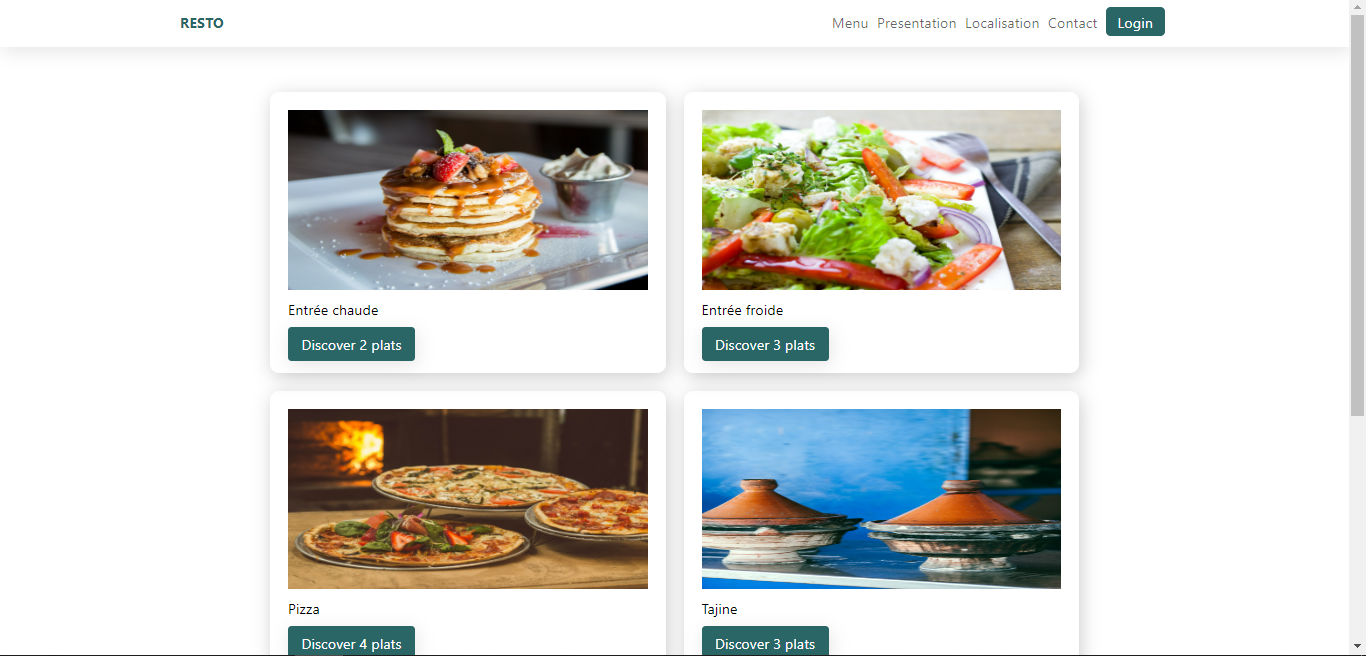 RESTO
Menu Presentation Localisation Contact Login
Entrée chaude
Discover 2 plats
Entrée froide
Discover 3 plats
Pizza
Discover 4 plats
Tajine
Discover 3 plats